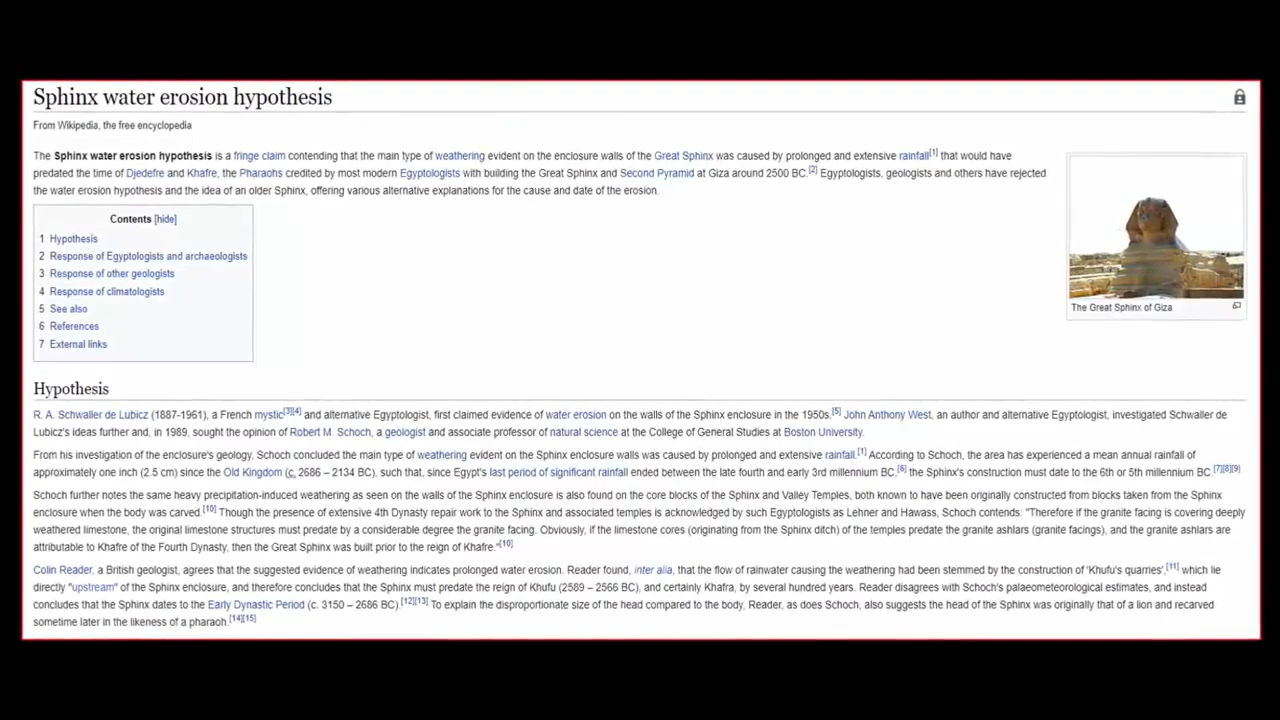 Sphinx water erosion hypothesis
From Wikipedia, the free encyclopedia
The Sphinx water erosion hypothesis is a fringe claim contending that the main type of weathering evident on the enclosure walls of the Great Sphinx was caused by prolonged and extensive rainfall[1] that would have
predated the time of Djedefre and Khafre, the Pharaohs credited by most modern Egyptologists with building the Great Sphinx and Second Pyramid at Giza around 2500 BC.[2] Egyptologists, geologists and others have rejected
the water erosion hypothesis and the idea of an older Sphinx, offering various alternative explanations for the cause and date of the erosion.
The Great Sphinx of Giza
Contents [hide]
1 Hypothesis
2 Response of Egyptologists and archaeologists
3 Response of other geologists
4 Response of climatologists
5 See also
6 References
7 External links
Hypothesis
R. A. Schwaller de Lubicz (1887-1961), a French mystic[3][4] and alternative Egyptologist, first claimed evidence of water erosion on the walls of the Sphinx enclosure in the 1950s.[5] John Anthony West, an author and alternative Egyptologist, investigated Schwaller de
Lubicz's ideas further and, in 1989, sought the opinion of Robert M. Schoch, a geologist and associate professor of natural science at the College of General Studies at Boston University.
From his investigation of the enclosure's geology, Schoch concluded the main type of weathering evident on the Sphinx enclosure walls was caused by prolonged and extensive rainfall.[1] According to Schoch, the area has experienced a mean annual rainfall of
approximately one inch (2.5 cm) since the Old Kingdom (c. 2686 – 2134 BC), such that, since Egypt's last period of significant rainfall ended between the late fourth and early 3rd millennium BC,[6] the Sphinx's construction must date to the 6th or 5th millennium BC.[7][8][9]
Schoch further notes the same heavy precipitation-induced weathering as seen on the walls of the Sphinx enclosure is also found on the core blocks of the Sphinx and Valley Temples, both known to have been originally constructed from blocks taken from the Sphinx
enclosure when the body was carved.[10] Though the presence of extensive 4th Dynasty repair work to the Sphinx and associated temples is acknowledged by such Egyptologists as Lehner and Hawass, Schoch contends: "Therefore if the granite facing is covering deeply
weathered limestone, the original limestone structures must predate by a considerable degree the granite facing. Obviously, if the limestone cores (originating from the Sphinx ditch) of the temples predate the granite ashlars (granite facings), and the granite ashlars are
attributable to Khafre of the Fourth Dynasty, then the Great Sphinx was built prior to the reign of Khafre."[10]
Colin Reader, a British geologist, agrees that the suggested evidence of weathering indicates prolonged water erosion. Reader found, inter alia, that the flow of rainwater causing the weathering had been stemmed by the construction of 'Khufu's quarries',[11] which lie
directly "upstream" of the Sphinx enclosure, and therefore concludes that the Sphinx must predate the reign of Khufu (2589 – 2566 BC), and certainly Khafra, by several hundred years. Reader disagrees with Schoch's palaeometeorological estimates, and instead
concludes that the Sphinx dates to the Early Dynastic Period (c. 3150 – 2686 BC).[12][13] To explain the disproportionate size of the head compared to the body, Reader, as does Schoch, also suggests the head of the Sphinx was originally that of a lion and recarved
sometime later in the likeness of a pharaoh.[14][15]